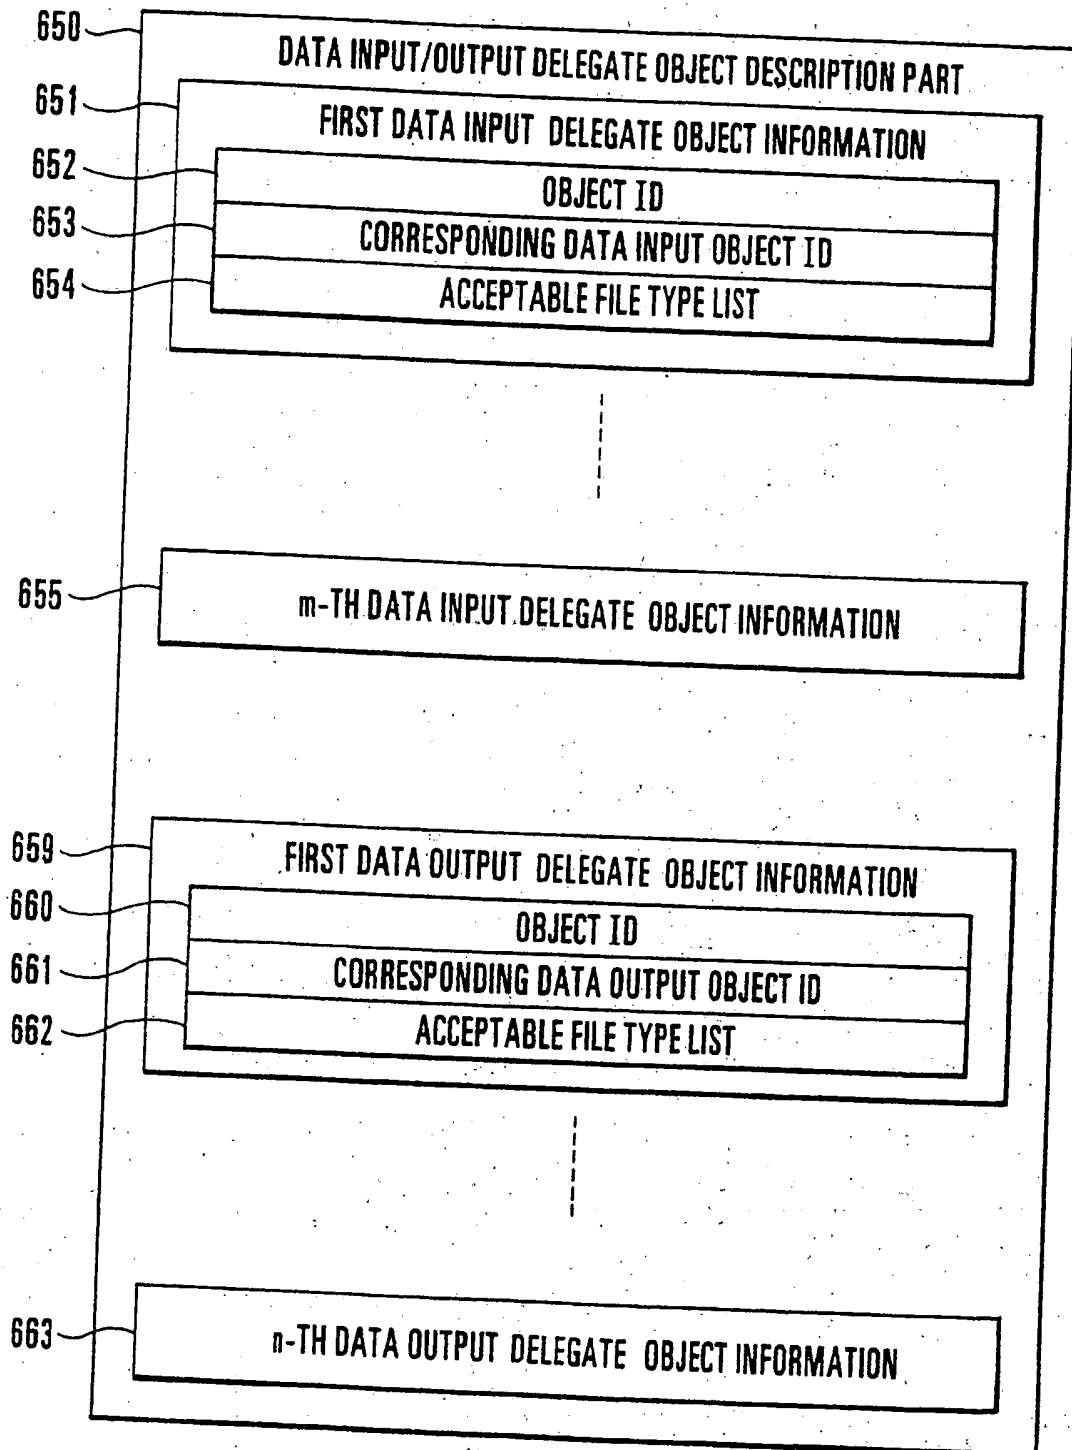 650
DATA INPUT/OUTPUT DELEGATE OBJECT DESCRIPTION PART
651
FIRST DATA INPUT DELEGATE OBJECT INFORMATION
652
OBJECT ID
653
CORRESPONDING DATA INPUT OBJECT ID
654
ACCEPTABLE FILE TYPE LIST
655
m-TH DATA INPUT DELEGATE OBJECT INFORMATION
659
FIRST DATA OUTPUT DELEGATE OBJECT INFORMATION
660
OBJECT ID
661
CORRESPONDING DATA OUTPUT OBJECT ID
662
ACCEPTABLE FILE TYPE LIST
663
n-TH DATA OUTPUT DELEGATE OBJECT INFORMATION